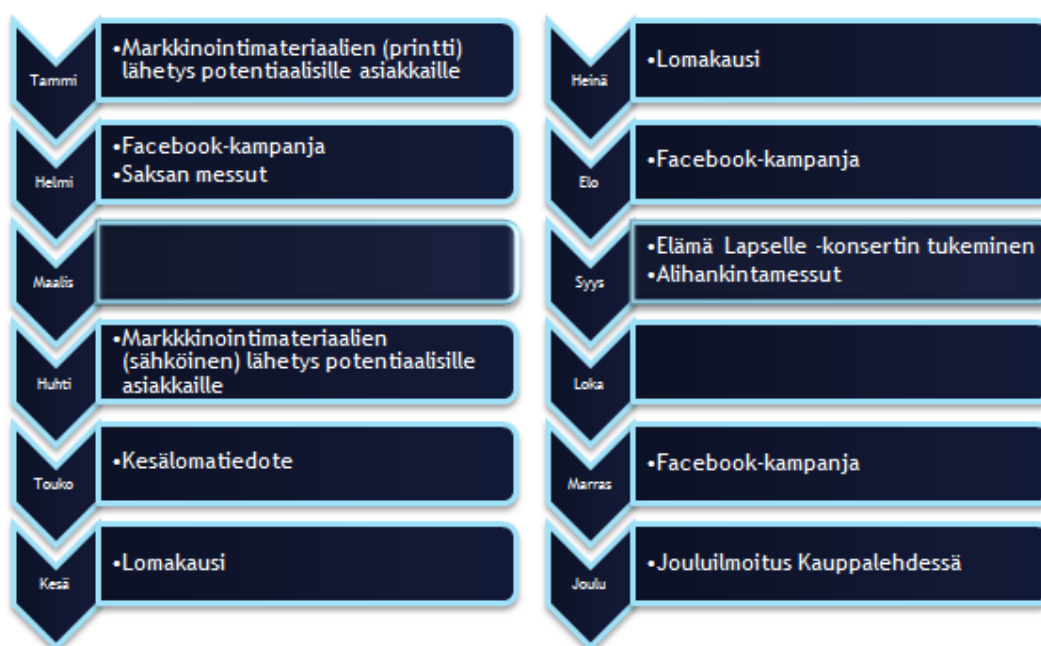 Tammi
•Markkinointimateriaalien (printti)
lähetys potentiaalisille asiakkaille
Helmi
•Facebook-kampanja
•Saksan messut
Maalis
Huhti
•Markkkinointimateriaalien
(sähköinen) lähetys potentiaalisille
asiakkaille
Touko
•Kesälomatiedote
Kesä
•Lomakausi
Heinä
•Lomakausi
Elo
•Facebook-kampanja
Syys
•Elämä Lapselle -konsertin tukeminen
•Alihankintamessut
Loka
Marras
•Facebook-kampanja
Joulu
•Jouluilmoitus Kauppalehdessä